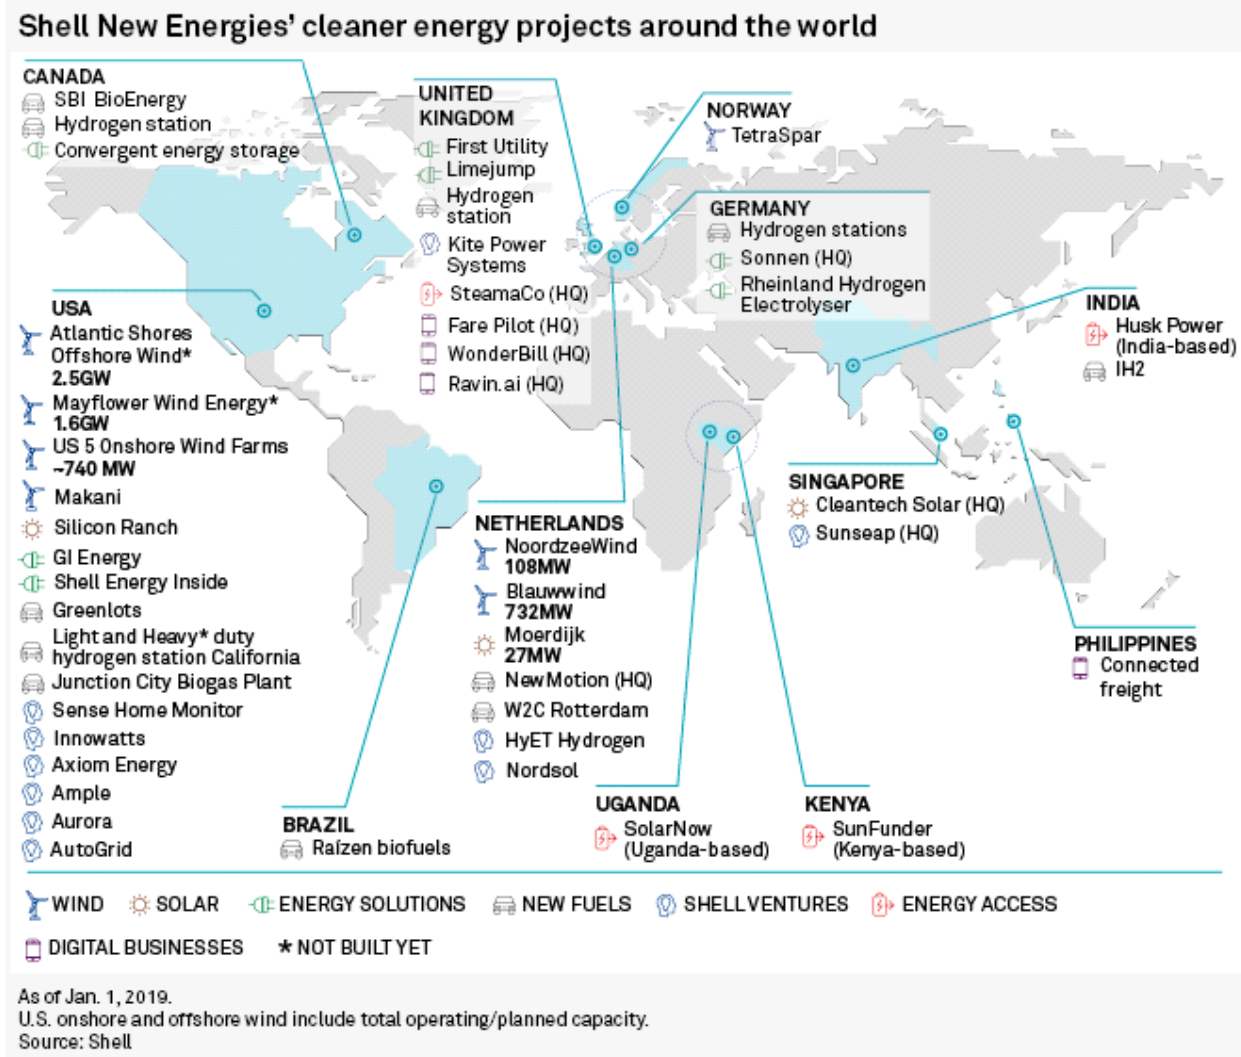 Shell New Energies' cleaner energy projects around the world
CANADA
SBI BioEnergy
Hydrogen station
Convergent energy storage
UNITED
KINGDOM
First Utility
Limejump
Hydrogen
station
Kite Power
Systems
SteamaCo (HQ)
Fare Pilot (HQ)
WonderBill (HQ)
Ravin.ai (HQ)
NORWAY
TetraSpar
GERMANY
Hydrogen stations
Sonnen (HQ)
Rheinland Hydrogen
Electrolyser
INDIA
Husk Power
(India-based)
IH2
USA
Atlantic Shores
Offshore Wind*
2.5GW
Mayflower Wind Energy*
1.6GW
US 5 Onshore Wind Farms
~740 MW
Makani
Silicon Ranch
GI Energy
Shell Energy Inside
Greenlots
Light and Heavy* duty
hydrogen station California
Junction City Biogas Plant
Sense Home Monitor
Innowatts
Axiom Energy
Ample
Aurora
AutoGrid
BRAZIL
Raízen biofuels
NETHERLANDS
NoordzeeWind
108MW
Blauwwind
732MW
Moerdijk
27MW
NewMotion (HQ)
W2C Rotterdam
HyET Hydrogen
Nordsol
SINGAPORE
Cleantech Solar (HQ)
Sunseap (HQ)
PHILIPPINES
Connected
freight
UGANDA
SolarNow
(Uganda-based)
KENYA
SunFunder
(Kenya-based)
WIND SOLAR ENERGY SOLUTIONS NEW FUELS SHELL VENTURES ENERGY ACCESS
DIGITAL BUSINESSES * NOT BUILT YET
As of Jan. 1, 2019.
U.S. onshore and offshore wind include total operating/planned capacity.
Source: Shell